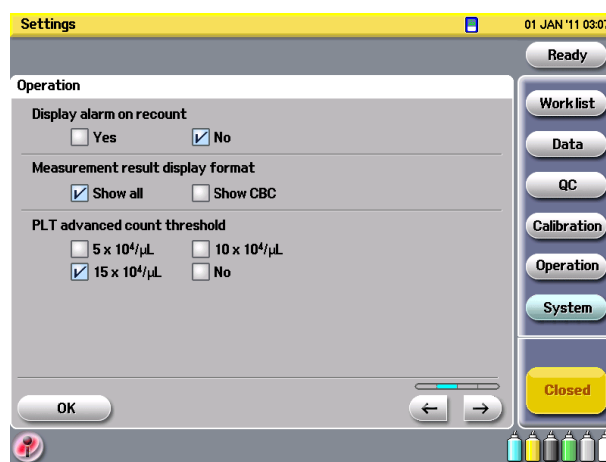 Settings
01 JAN '11 03:07
Ready
Operation
Display alarm on recount
Yes No
Measurement result display format
Show all Show CBC
PLT advanced count threshold
5 x 10⁴/µL 10 x 10⁴/µL
15 x 10⁴/µL No
OK ← →
Work list
Data
QC
Calibration
Operation
System
Closed